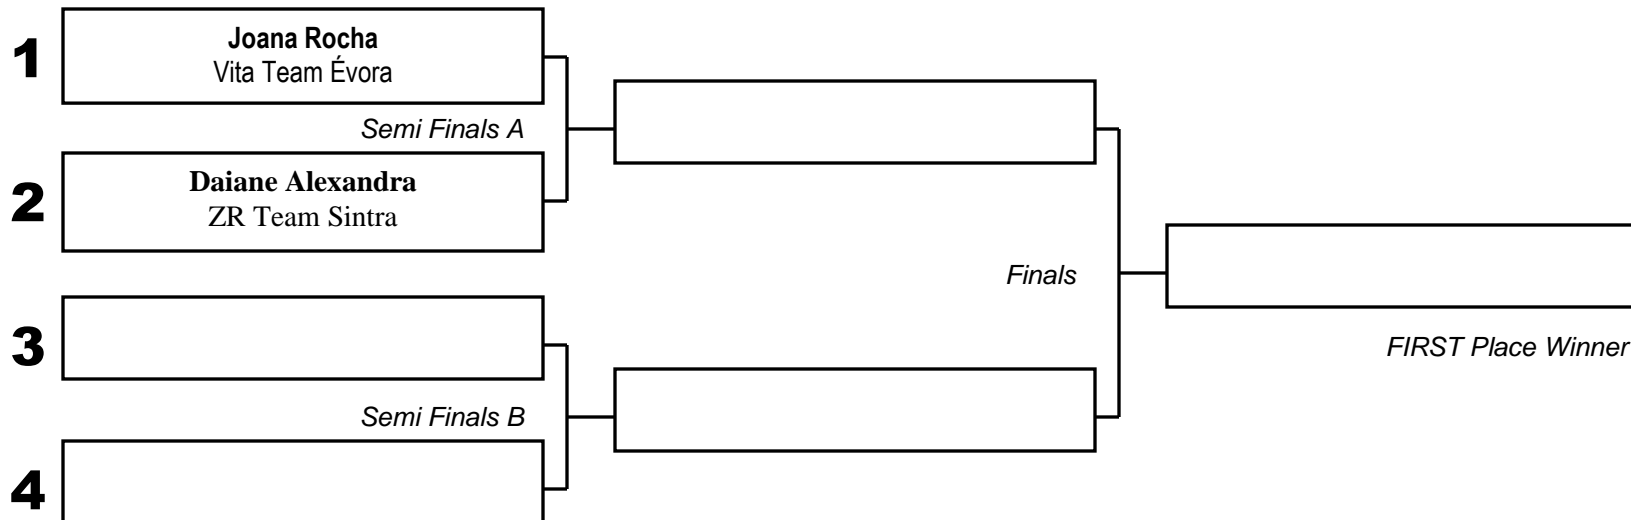 1
Joana Rocha
Vita Team Évora
Semi Finals A
2
Daiane Alexandra
ZR Team Sintra
Finals
3
FIRST Place Winner
Semi Finals B
4